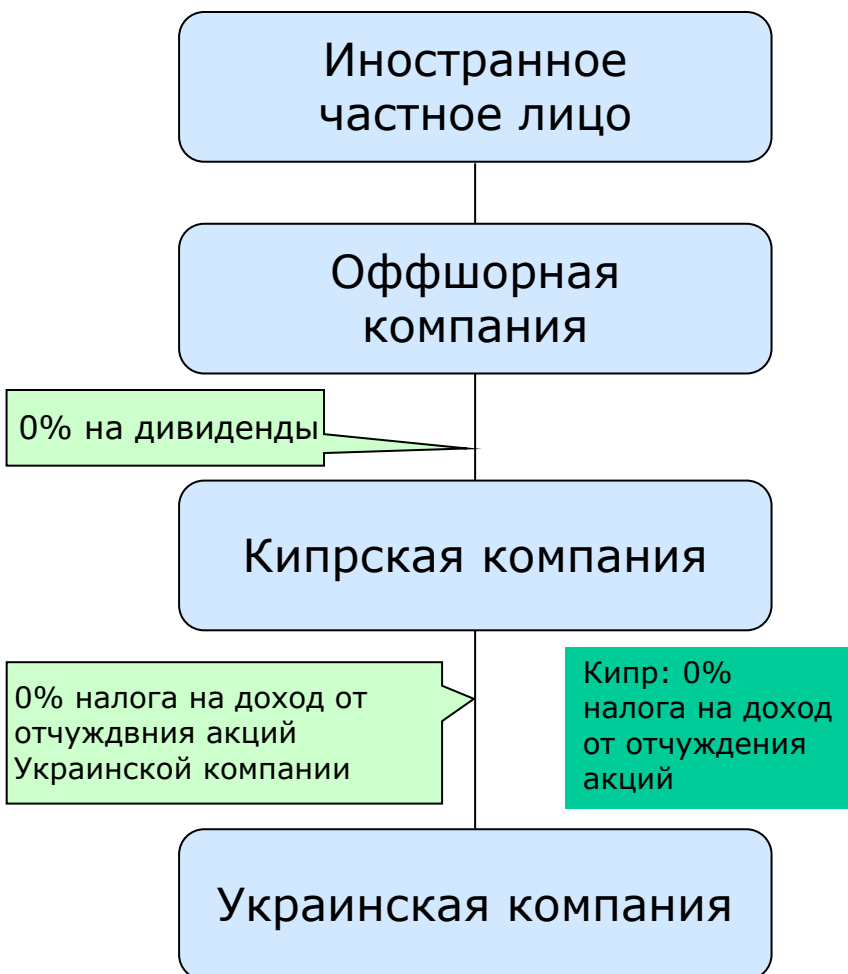 Иностранное
частное лицо
Оффшорная
компания
0% на дивиденды
Кипрская компания
0% налога на доход от
отчуждвния акций
Украинской компании
Кипр: 0%
налога на доход
от отчуждения
акций
Украинская компания